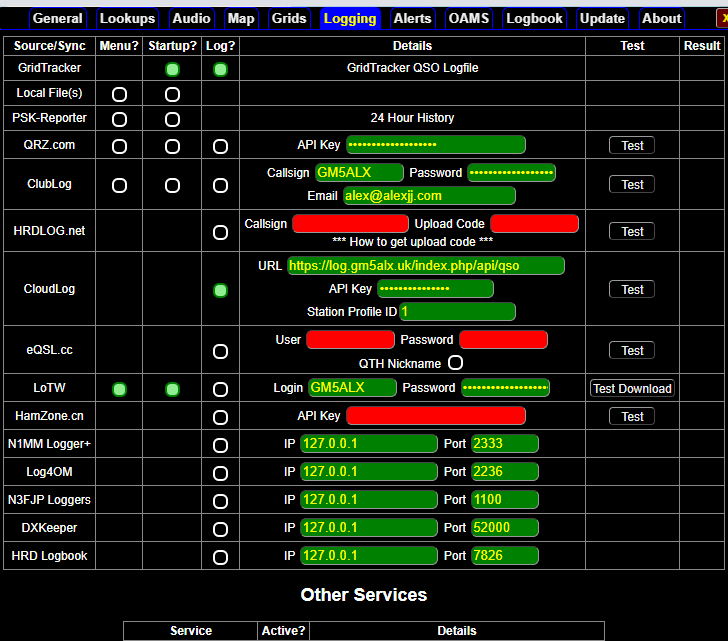 General Lookups Audio Map Grids Logging Alerts OAMS Logbook Update About X
Source/Sync Menu? Startup? Log? Details Test Result
GridTracker GridTracker QSO Logfile
Local File(s)
PSK-Reporter 24 Hour History
QRZ.com API Key •••••••••••••••••• Test
ClubLog Callsign GM5ALX Password ••••••••••••••••• Test
Email alex@alexjj.com
HRDLOG.net Callsign Upload Code Test
*** How to get upload code ***
CloudLog URL https://log.gm5alx.uk/index.php/api/qso Test
API Key •••••••••••••••
Station Profile ID 1
eQSL.cc User Password Test
QTH Nickname
LoTW Login GM5ALX Password ••••••••••••••••• Test Download
HamZone.cn API Key Test
N1MM Logger+ IP 127.0.0.1 Port 2333
Log4OM IP 127.0.0.1 Port 2236
N3FJP Loggers IP 127.0.0.1 Port 1100
DXKeeper IP 127.0.0.1 Port 52000
HRD Logbook IP 127.0.0.1 Port 7826
Other Services
Service Active? Details